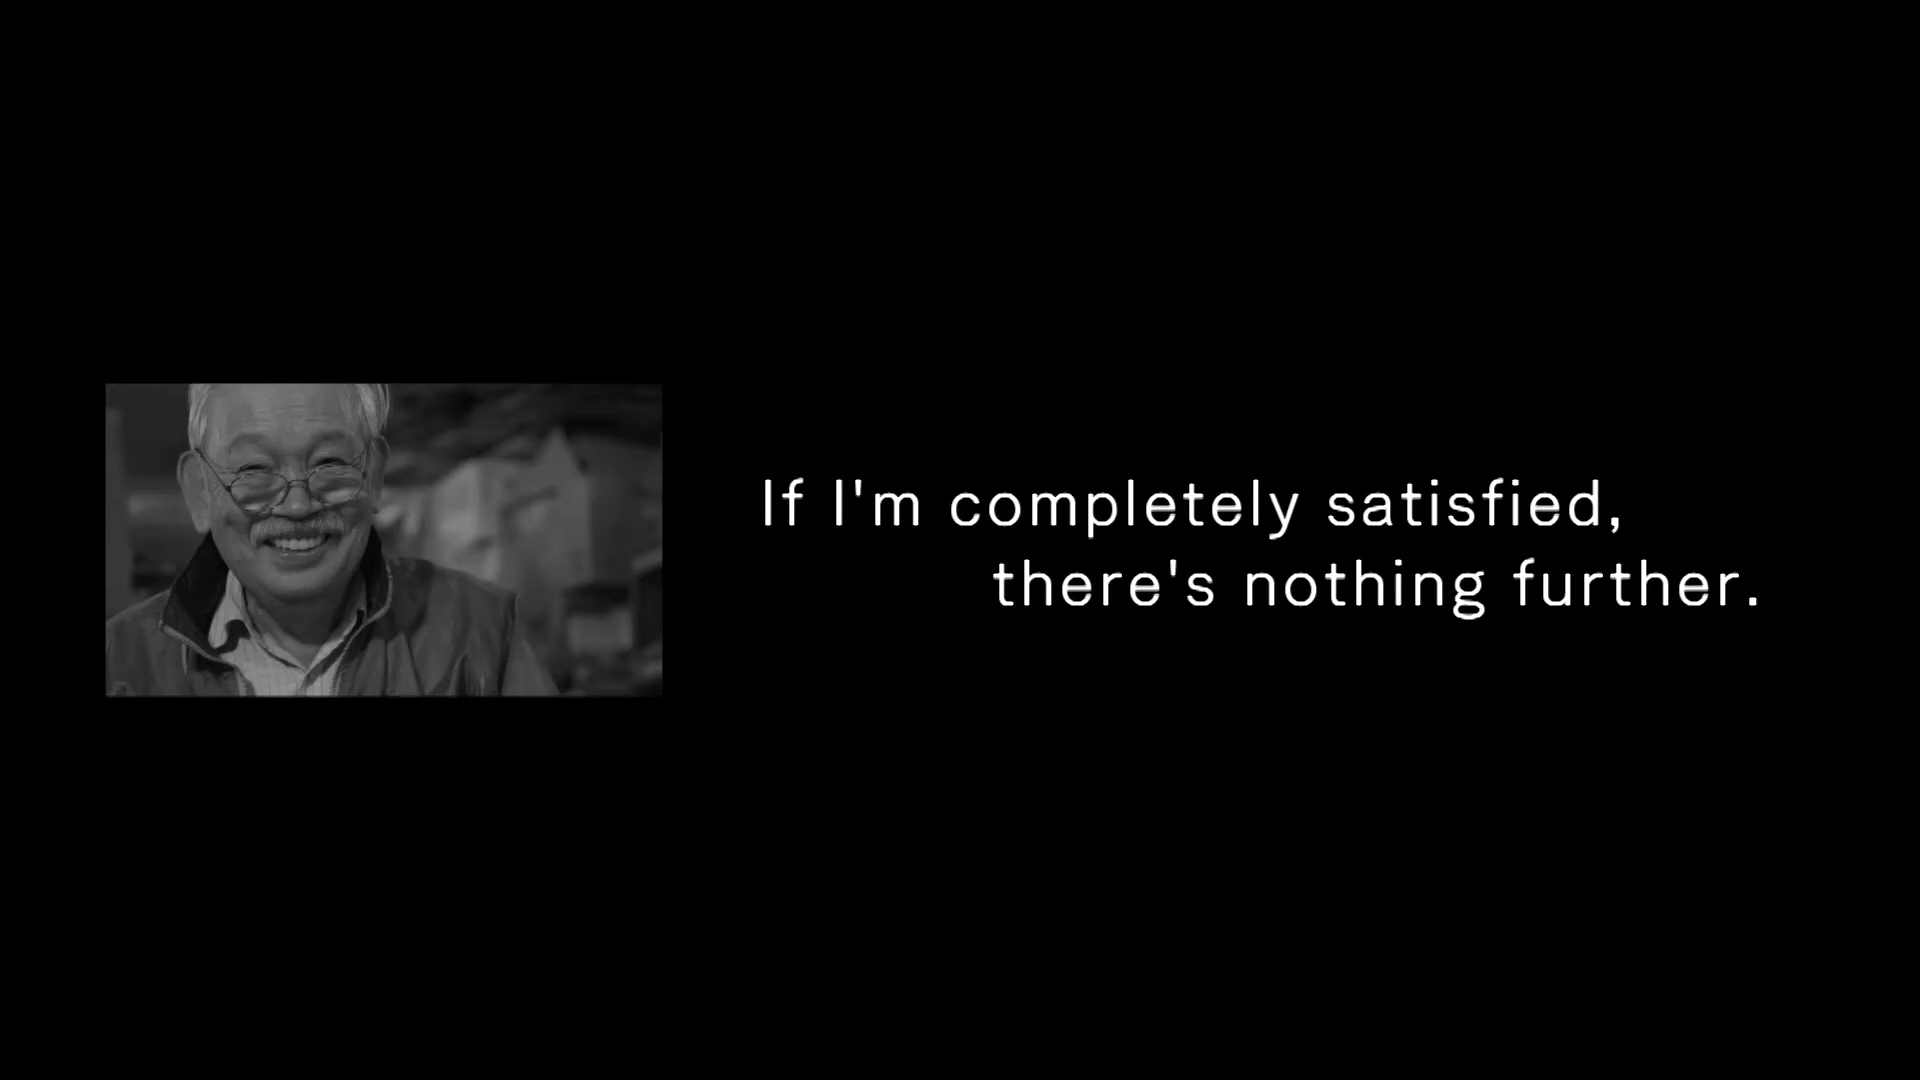 If I'm completely satisfied,
there's nothing further.